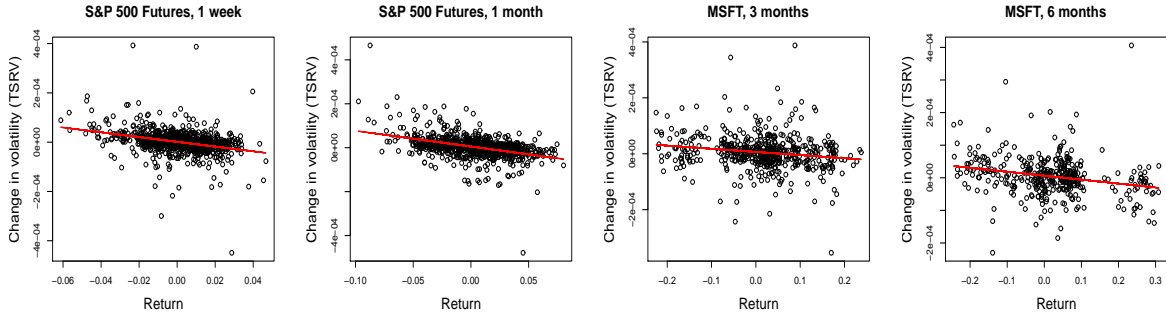 S&P 500 Futures, 1 week
Change in volatility (TSRV)
4e−04
2e−04
0e+00
−2e−04
−4e−04
−0.06 −0.04 −0.02 0.00 0.02 0.04
Return
S&P 500 Futures, 1 month
Change in volatility (TSRV)
4e−04
2e−04
0e+00
−2e−04
−4e−04
−0.10 −0.05 0.00 0.05
Return
MSFT, 3 months
Change in volatility (TSRV)
4e−04
2e−04
0e+00
−2e−04
−0.2 −0.1 0.0 0.1 0.2
Return
MSFT, 6 months
Change in volatility (TSRV)
4e−04
2e−04
0e+00
−2e−04
−0.2 −0.1 0.0 0.1 0.2 0.3
Return